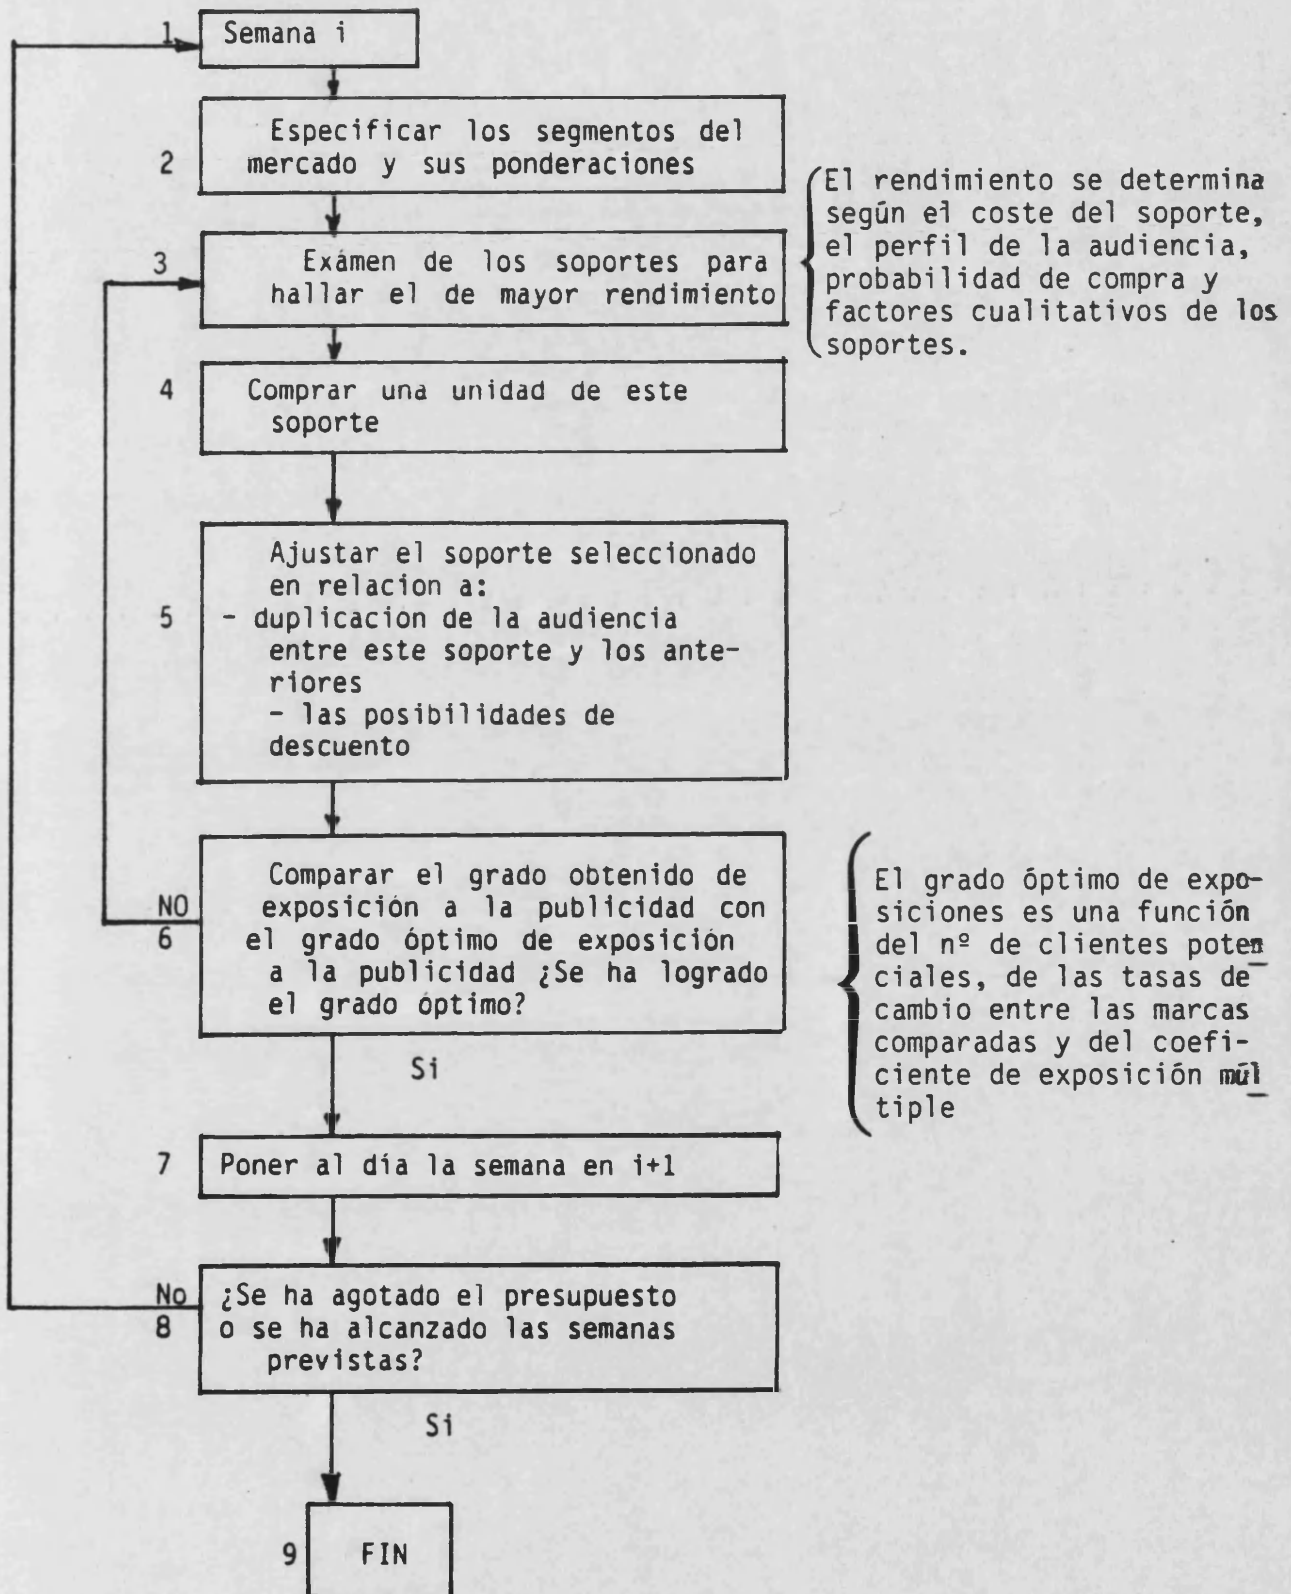 1 Semana i
Especificar los segmentos del
2 mercado y sus ponderaciones
El rendimiento se determina
según el coste del soporte,
el perfil de la audiencia,
probabilidad de compra y
factores cualitativos de los
soportes.
3 Exámen de los soportes para
hallar el de mayor rendimiento
4 Comprar una unidad de este
soporte
Ajustar el soporte seleccionado
en relacion a:
5 - duplicación de la audiencia
entre este soporte y los ante-
riores
- las posibilidades de
descuento
Comparar el grado obtenido de
NO exposición a la publicidad con
6 el grado óptimo de exposición
a la publicidad ¿Se ha logrado
el grado óptimo?
El grado óptimo de expo-
siciones es una función
del nº de clientes poten
ciales, de las tasas de
cambio entre las marcas
comparadas y del coefi-
ciente de exposición múl
tiple
Si
7 Poner al día la semana en i+1
No ¿Se ha agotado el presupuesto
8 o se ha alcanzado las semanas
previstas?
Si
9 FIN